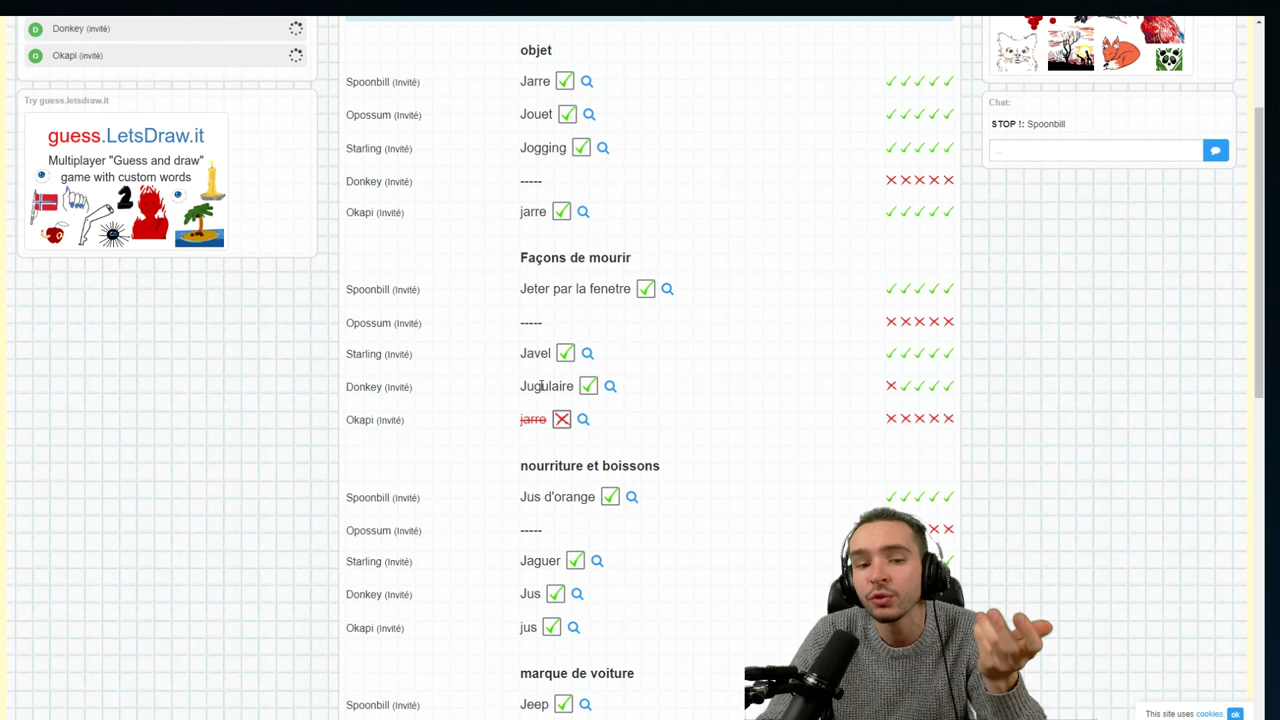 D Donkey (invité)
O Okapi (invité)
Try guess.letsdraw.it
guess.LetsDraw.it
Multiplayer "Guess and draw"
game with custom words
objet
Spoonbill (Invité) Jarre
Opossum (Invité) Jouet
Starling (Invité) Jogging
Donkey (Invité) -----
Okapi (Invité) jarre
Façons de mourir
Spoonbill (Invité) Jeter par la fenetre
Opossum (Invité) -----
Starling (Invité) Javel
Donkey (Invité) Jugulaire
Okapi (Invité) jarre
nourriture et boissons
Spoonbill (Invité) Jus d'orange
Opossum (Invité) -----
Starling (Invité) Jaguer
Donkey (Invité) Jus
Okapi (Invité) jus
marque de voiture
Spoonbill (Invité) Jeep
Chat:
STOP !: Spoonbill
...
This site uses cookies. ok